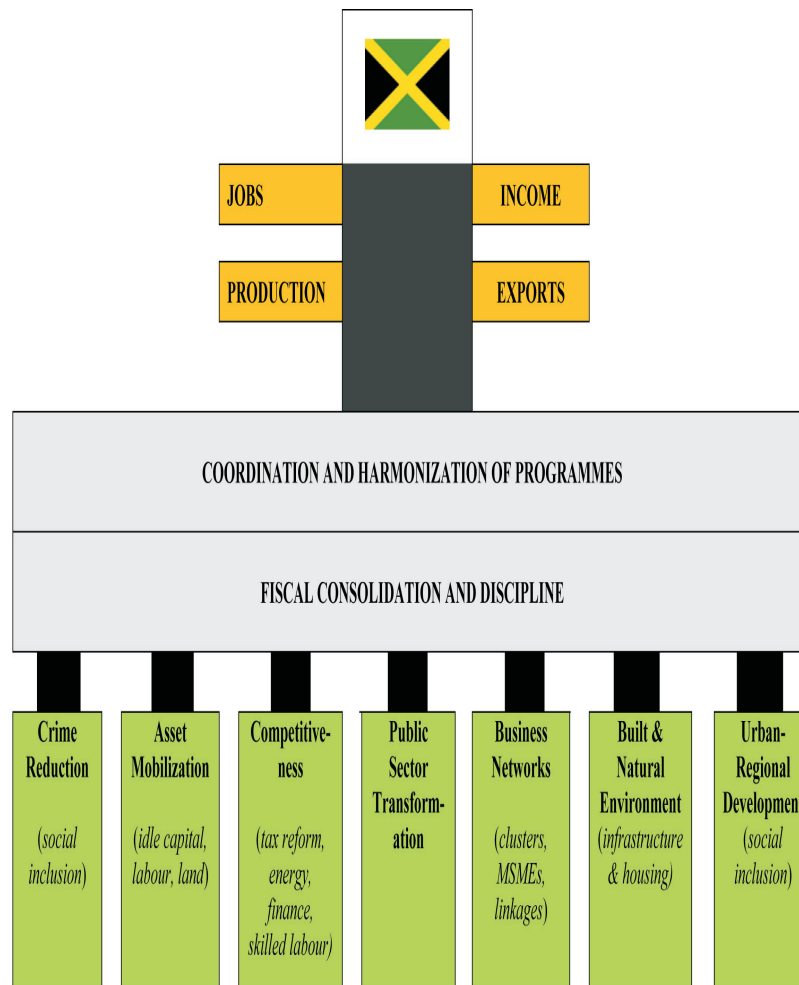 JOBS
INCOME
PRODUCTION
EXPORTS
COORDINATION AND HARMONIZATION OF PROGRAMMES
FISCAL CONSOLIDATION AND DISCIPLINE
Crime
Reduction
(social
inclusion)
Asset
Mobilization
(idle capital,
labour, land)
Competitive-
ness
(tax reform,
energy,
finance,
skilled labour)
Public
Sector
Transform-
ation
Business
Networks
(clusters,
MSMEs,
linkages)
Built &
Natural
Environment
(infrastructure
& housing)
Urban-
Regional
Developmen
(social
inclusion)